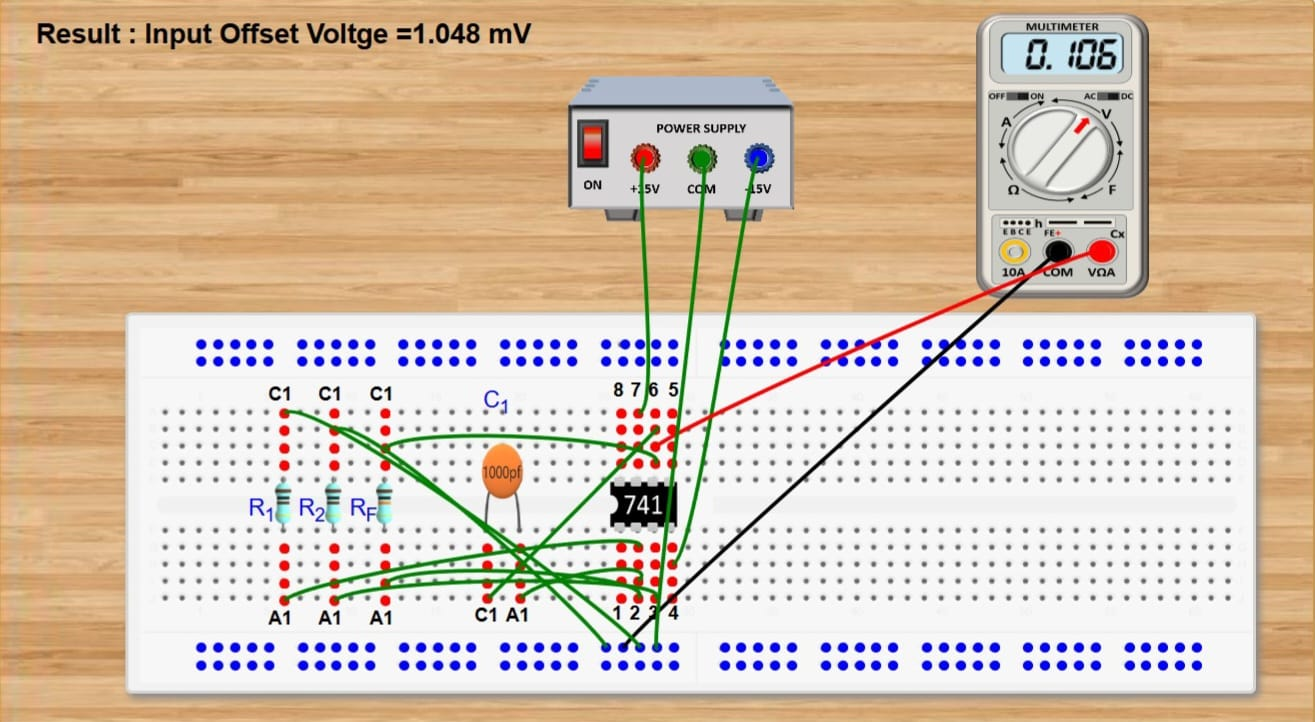 Result : Input Offset Voltge =1.048 mV
MULTIMETER
0.106
OFF ON AC DC
A V
Ω F
h
E B C E FE+ Cx
10A COM VΩA
POWER SUPPLY
ON +15V COM -15V
C1 C1 C1 C1 8 7 6 5
1000pf
R1 R2 RF 741
A1 A1 A1 C1 A1 1 2 3 4